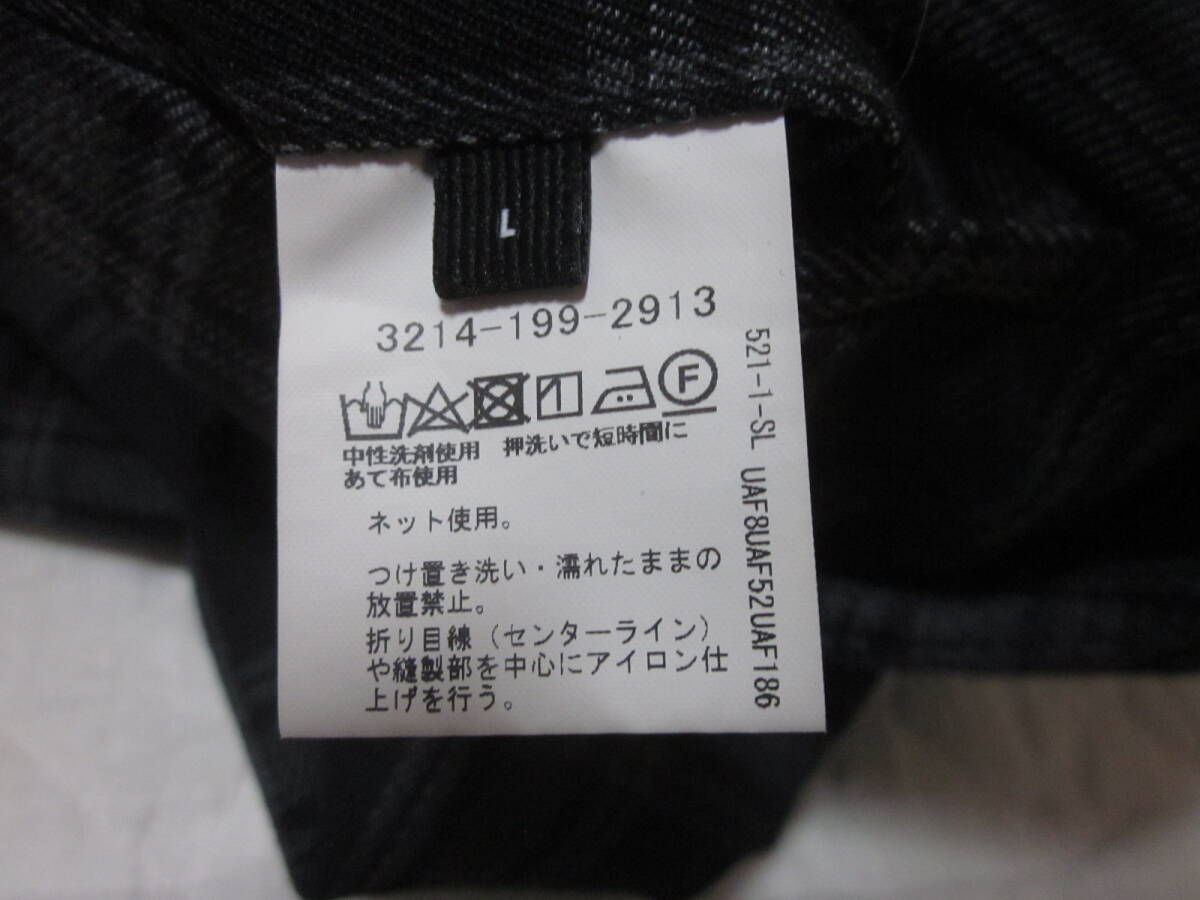 L
3214-199-2913
F
中性洗剤使用　押洗いで短時間に
あて布使用
ネット使用。
つけ置き洗い・濡れたままの
放置禁止。
折り目線（センターライン）
や縫製部を中心にアイロン仕
上げを行う。
521-1-SL UAF8UAF52UAF186